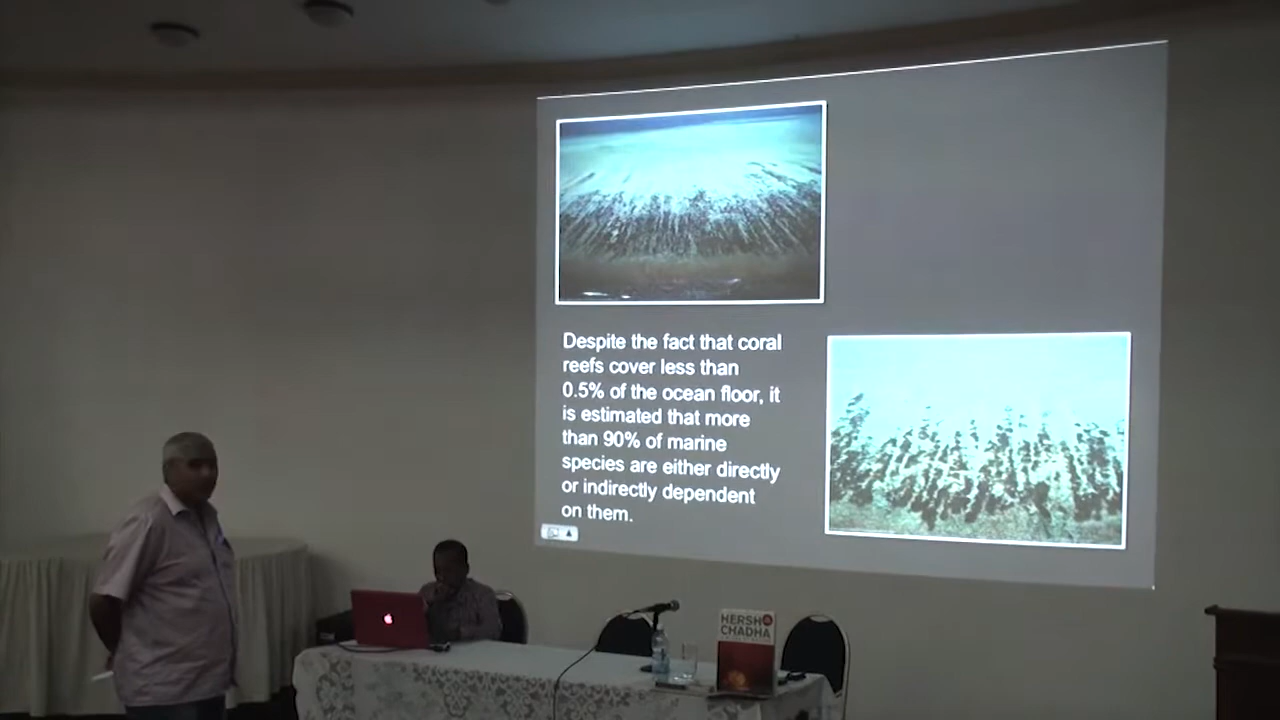 Despite the fact that coral
reefs cover less than
0.5% of the ocean floor, it
is estimated that more
than 90% of marine
species are either directly
or indirectly dependent
on them.
HERSH
CHADHA